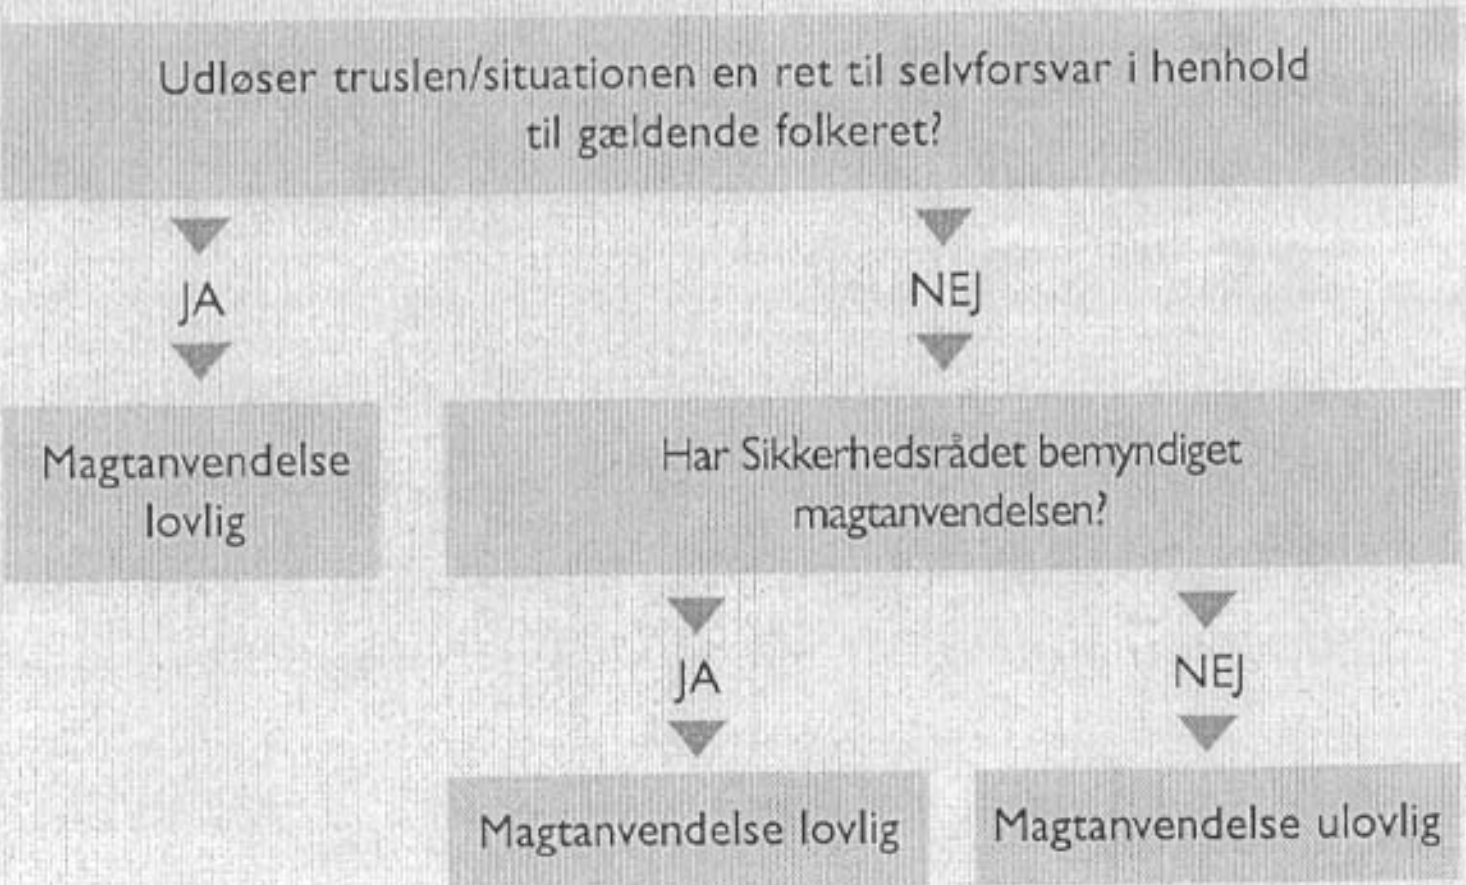 Udløser truslen/situationen en ret til selvforsvar i henhold
til gældende folkeret?
JA
NEJ
Magtanvendelse
lovlig
Har Sikkerhedsrådet bemyndiget
magtanvendelsen?
JA
NEJ
Magtanvendelse lovlig
Magtanvendelse ulovlig